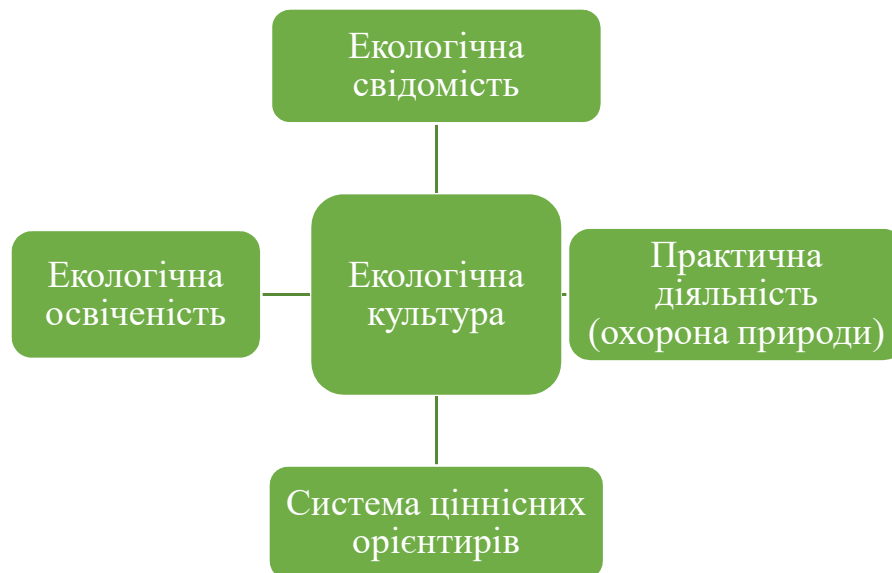 Екологічна
свідомість
Екологічна
освіченість
Екологічна
культура
Практична
діяльність
(охорона природи)
Система ціннісних
орієнтирів